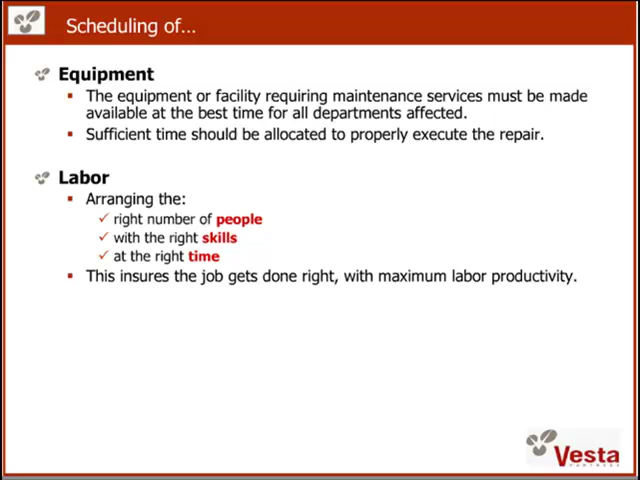 Scheduling of...
Equipment
The equipment or facility requiring maintenance services must be made
available at the best time for all departments affected.
Sufficient time should be allocated to properly execute the repair.
Labor
Arranging the:
right number of people
with the right skills
at the right time
This insures the job gets done right, with maximum labor productivity.
Vesta
PARTNERS